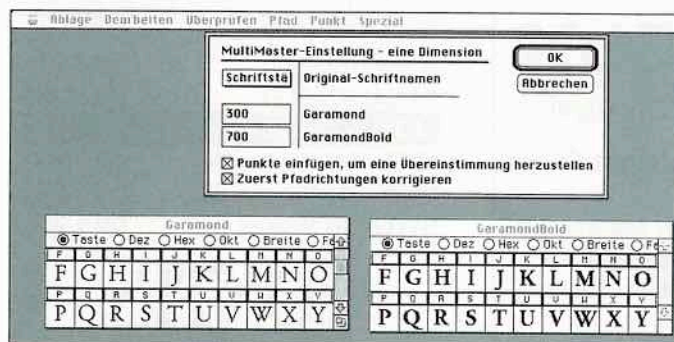 Ablage Bearbeiten Überprüfen Pfad Punkt Spezial
MultiMaster-Einstellung - eine Dimension
OK
Schriftstä Original-Schriftnamen
Abbrechen
300 Garamond
700 GaramondBold
Punkte einfügen, um eine Übereinstimmung herzustellen
Zuerst Pfadrichtungen korrigieren
Garamond
Taste Dez Hex Okt Breite Fe
F G H I J K L M N O
F G H I J K L M N O
P Q R S T U V W X Y
P Q R S T U V W X Y
GaramondBold
Taste Dez Hex Okt Breite Fe
F G H I J K L M N O
F G H I J K L M N O
P Q R S T U V W X Y
P Q R S T U V W X Y